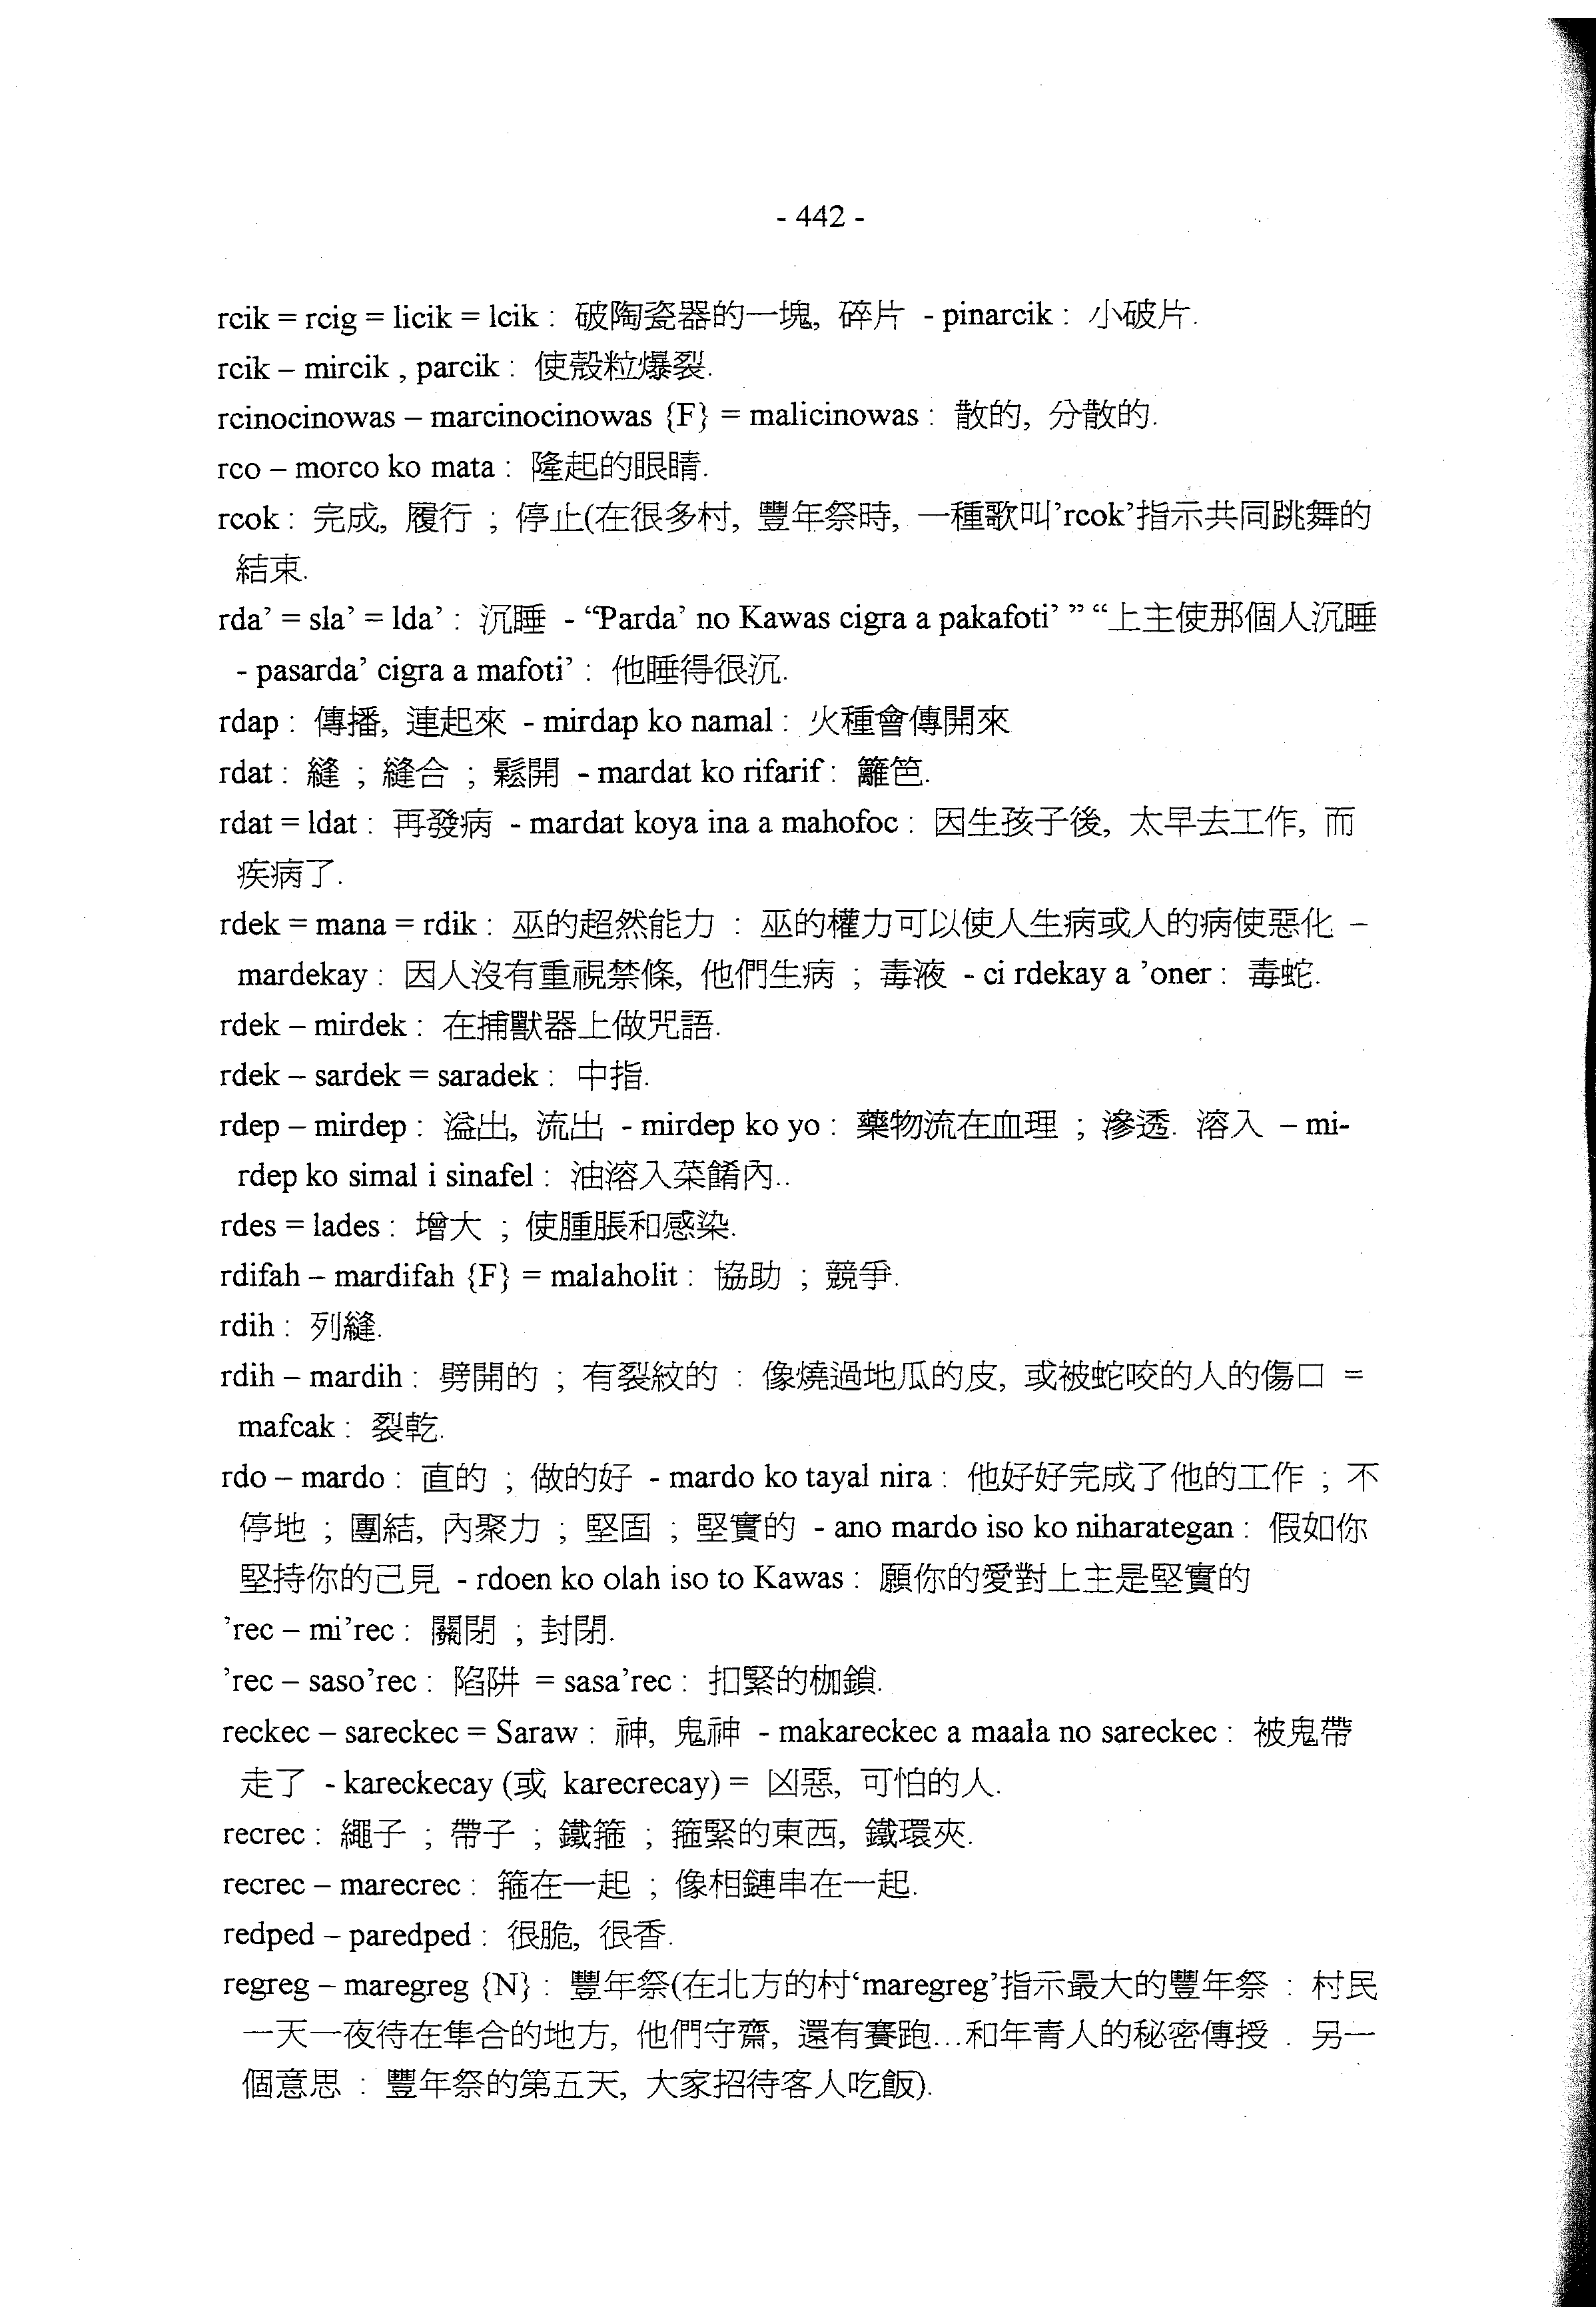 - 442 -
rcik = rcig = licik = lcik : 破陶瓷器的一塊, 碎片 - pinarcik : 小破片.
rcik – mircik , parcik : 使殼粒爆裂.
rcinocinowas – marcinocinowas {F} = malicinowas : 散的, 分散的.
rco – morco ko mata : 隆起的眼睛.
rcok : 完成, 履行 ; 停止(在很多村, 豐年祭時, 一種歌叫’rcok’指示共同跳舞的
結束.
rda’ = sla’ = lda’ : 沉睡 - “Parda’ no Kawas cigra a pakafoti’ ” “上主使那個人沉睡
- pasarda’ cigra a mafoti’ : 他睡得很沉.
rdap : 傳播, 連起來 - mirdap ko namal : 火種會傳開來
rdat : 縫 ; 縫合 ; 鬆開 - mardat ko rifarif : 籬笆.
rdat = ldat : 再發病 - mardat koya ina a mahofoc : 因生孩子後, 太早去工作, 而
疾病了.
rdek = mana = rdik : 巫的超然能力 : 巫的權力可以使人生病或人的病使惡化 –
mardekay : 因人沒有重視禁條, 他們生病 ; 毒液 - ci rdekay a ’oner : 毒蛇.
rdek – mirdek : 在捕獸器上做咒語.
rdek – sardek = saradek : 中指.
rdep – mirdep : 溢出, 流出 - mirdep ko yo : 藥物流在血理 ; 滲透. 溶入 – mi-
rdep ko simal i sinafel : 油溶入菜餚內..
rdes = lades : 增大 ; 使腫脹和感染.
rdifah – mardifah {F} = malaholit : 協助 ; 競爭.
rdih : 列縫.
rdih – mardih : 劈開的 ; 有裂紋的 : 像燒過地瓜的皮, 或被蛇咬的人的傷口 =
mafcak : 裂乾.
rdo – mardo : 直的 ; 做的好 - mardo ko tayal nira : 他好好完成了他的工作 ; 不
停地 ; 團結, 內聚力 ; 堅固 ; 堅實的 - ano mardo iso ko niharategan : 假如你
堅持你的己見 - rdoen ko olah iso to Kawas : 願你的愛對上主是堅實的
’rec – mi’rec : 關閉 ; 封閉.
’rec – saso’rec : 陷阱 = sasa’rec : 扣緊的枷鎖.
reckec – sareckec = Saraw : 神, 鬼神 - makareckec a maala no sareckec : 被鬼帶
走了 - kareckecay (或 karecrecay) = 凶惡, 可怕的人.
recrec : 繩子 ; 帶子 ; 鐵箍 ; 箍緊的東西, 鐵環夾.
recrec – marecrec : 箍在一起 ; 像相鏈串在一起.
redped – paredped : 很脆, 很香.
regreg – maregreg {N} : 豐年祭(在北方的村‘maregreg’指示最大的豐年祭 : 村民
一天一夜待在隼合的地方, 他們守齋, 還有賽跑…和年青人的秘密傳授 . 另一
個意思 : 豐年祭的第五天, 大家招待客人吃飯).